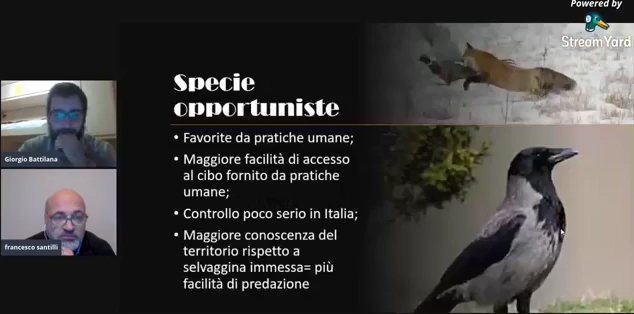 Powered by
StreamYard
Specie
opportuniste
• Favorite da pratiche umane;
• Maggiore facilità di accesso
al cibo fornito da pratiche
umane;
• Controllo poco serio in Italia;
• Maggiore conoscenza del
territorio rispetto a
selvaggina immessa= più
facilità di predazione
Giorgio Battilana
francesco santilli